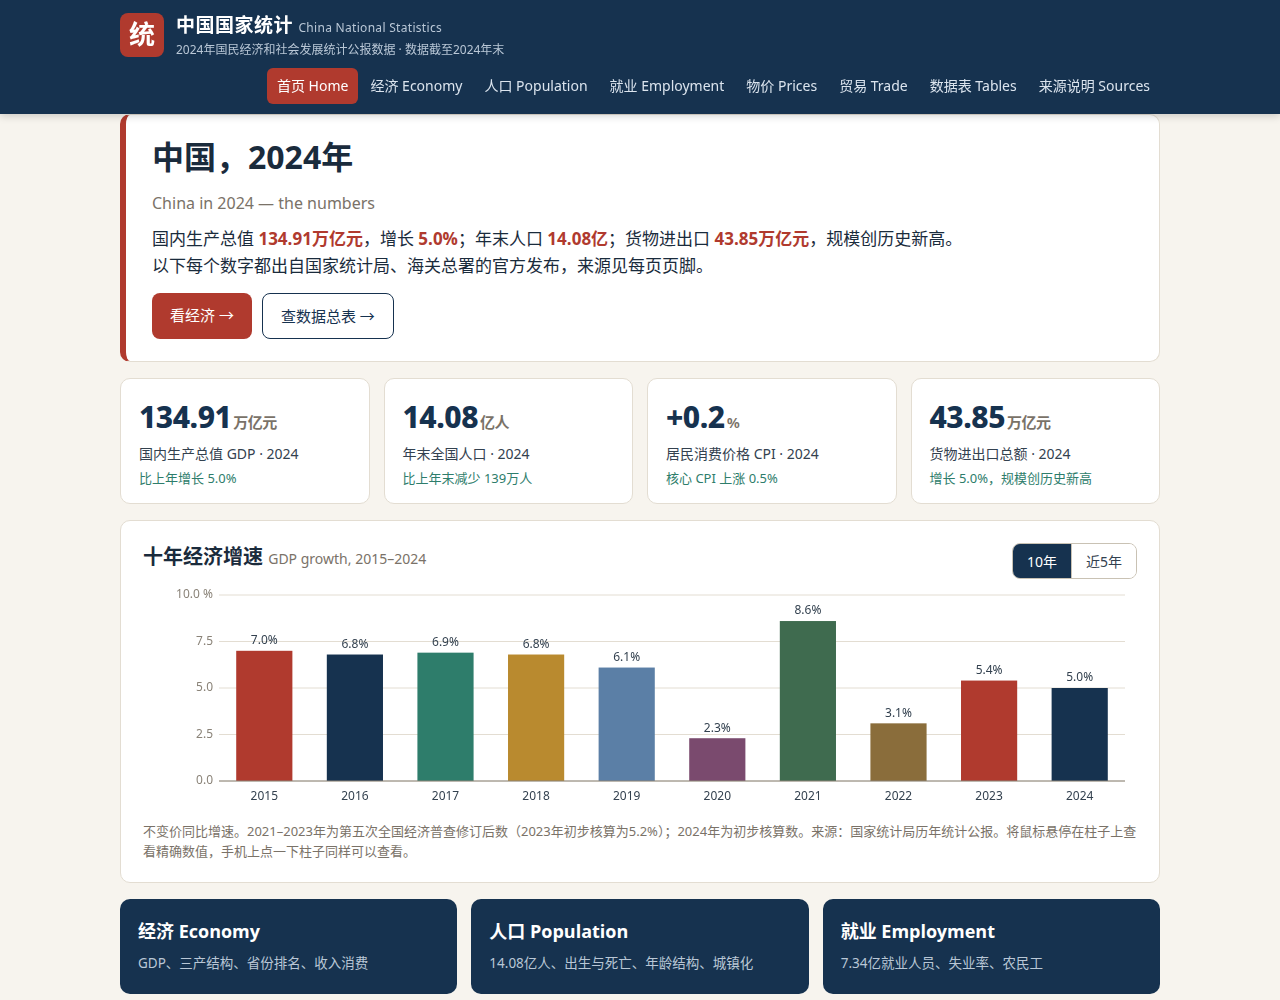 统
中国国家统计 China National Statistics
2024年国民经济和社会发展统计公报数据 · 数据截至2024年末
首页 Home 经济 Economy 人口 Population 就业 Employment 物价 Prices 贸易 Trade 数据表 Tables 来源说明 Sources
中国，2024年
China in 2024 — the numbers
国内生产总值 134.91万亿元，增长 5.0%；年末人口 14.08亿；货物进出口 43.85万亿元，规模创历史新高。
以下每个数字都出自国家统计局、海关总署的官方发布，来源见每页页脚。
看经济 → 查数据总表 →
134.91万亿元
国内生产总值 GDP · 2024
比上年增长 5.0%
14.08亿人
年末全国人口 · 2024
比上年末减少 139万人
+0.2%
居民消费价格 CPI · 2024
核心 CPI 上涨 0.5%
43.85万亿元
货物进出口总额 · 2024
增长 5.0%，规模创历史新高
十年经济增速 GDP growth, 2015–2024
10年 近5年
10.0 %
7.5
5.0
2.5
0.0
7.0% 6.8% 6.9% 6.8% 6.1% 2.3% 8.6% 3.1% 5.4% 5.0%
2015 2016 2017 2018 2019 2020 2021 2022 2023 2024
不变价同比增速。2021–2023年为第五次全国经济普查修订后数（2023年初步核算为5.2%）；2024年为初步核算数。来源：国家统计局历年统计公报。将鼠标悬停在柱子上查
看精确数值，手机上点一下柱子同样可以查看。
经济 Economy
GDP、三产结构、省份排名、收入消费
人口 Population
14.08亿人、出生与死亡、年龄结构、城镇化
就业 Employment
7.34亿就业人员、失业率、农民工